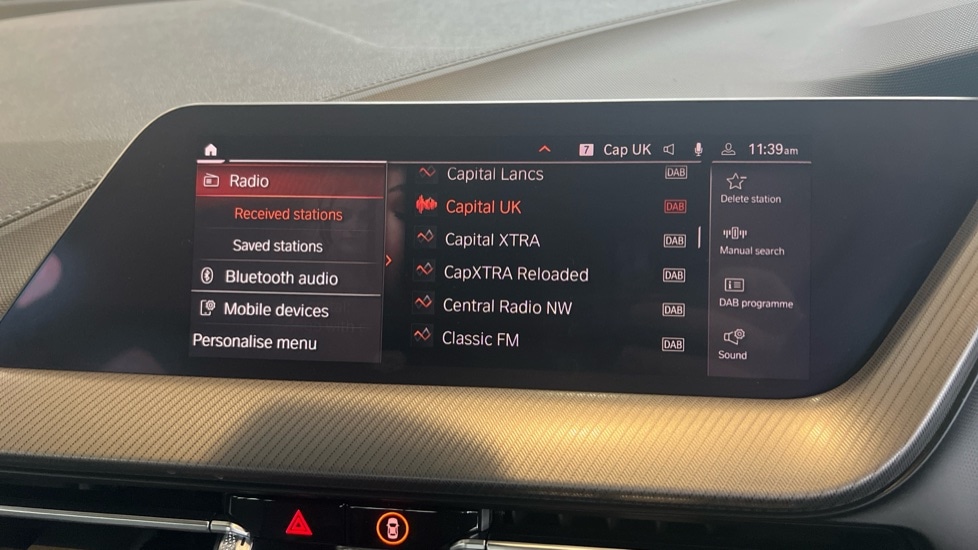 7 Cap UK 11:39am
Radio
Received stations
Saved stations
Bluetooth audio
Mobile devices
Personalise menu
Capital Lancs DAB
Capital UK DAB
Capital XTRA DAB
CapXTRA Reloaded DAB
Central Radio NW DAB
Classic FM DAB
Delete station
Manual search
DAB programme
Sound